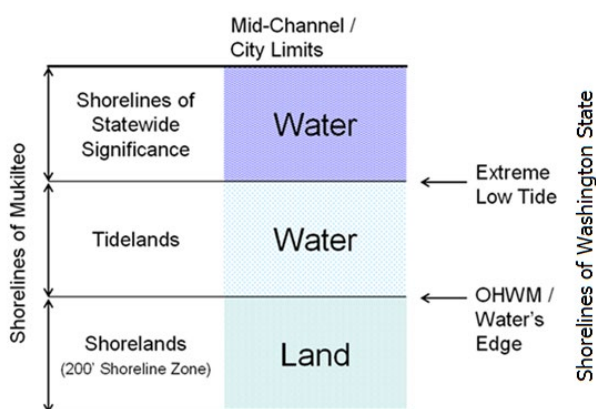 Mid-Channel /
City Limits
Shorelines of Mukilteo
Shorelines of
Statewide
Significance
Water
Extreme
Low Tide
Tidelands
Water
OHWM /
Water's
Edge
Shorelands
(200' Shoreline Zone)
Land
Shorelines of Washington State